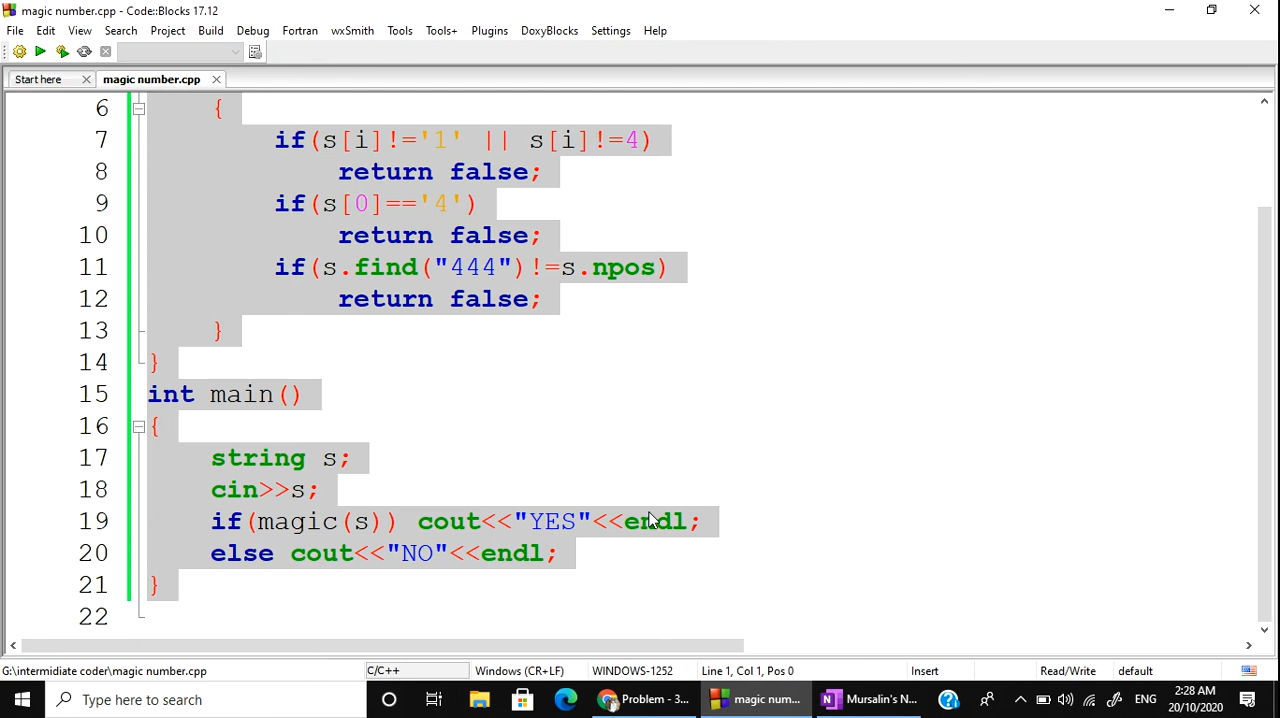 magic number.cpp - Code::Blocks 17.12
File Edit View Search Project Build Debug Fortran wxSmith Tools Tools+ Plugins DoxyBlocks Settings Help
Start here magic number.cpp
6 {
7 if(s[i]!='1' || s[i]!=4)
8 return false;
9 if(s[0]=='4')
10 return false;
11 if(s.find("444")!=s.npos)
12 return false;
13 }
14 }
15 int main()
16 {
17 string s;
18 cin>>s;
19 if(magic(s)) cout<<"YES"<<endl;
20 else cout<<"NO"<<endl;
21 }
22
G:\intermidiate coder\magic number.cpp C/C++ Windows (CR+LF) WINDOWS-1252 Line 1, Col 1, Pos 0 Insert Read/Write default
Type here to search Problem - 3... magic num... Mursalin's N... ENG 2:28 AM
20/10/2020